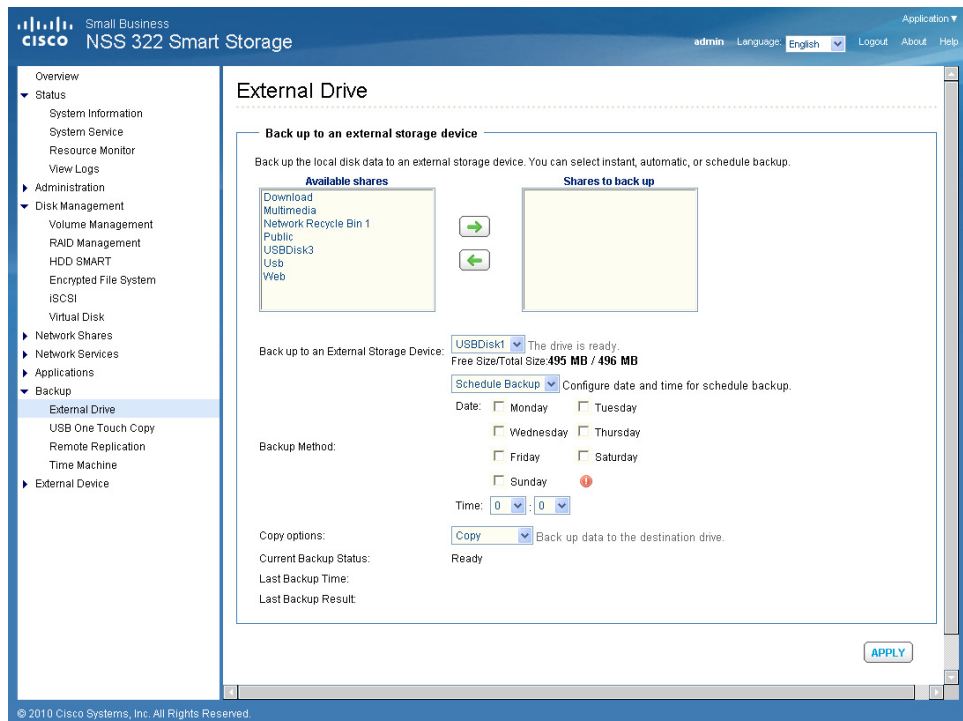 Small Business
CISCO NSS 322 Smart Storage
Application
admin Language: English Logout About Help
Overview
Status
System Information
System Service
Resource Monitor
View Logs
Administration
Disk Management
Volume Management
RAID Management
HDD SMART
Encrypted File System
iSCSI
Virtual Disk
Network Shares
Network Services
Applications
Backup
External Drive
USB One Touch Copy
Remote Replication
Time Machine
External Device
External Drive
Back up to an external storage device
Back up the local disk data to an external storage device. You can select instant, automatic, or schedule backup.
Available shares
Download
Multimedia
Network Recycle Bin 1
Public
USBDisk3
Usb
Web
Shares to back up
Back up to an External Storage Device: USBDisk1 The drive is ready.
Free Size/Total Size:495 MB / 496 MB
Schedule Backup Configure date and time for schedule backup.
Backup Method:
Date: Monday Tuesday
Wednesday Thursday
Friday Saturday
Sunday
Time: 0 : 0
Copy options: Copy Back up data to the destination drive.
Current Backup Status: Ready
Last Backup Time:
Last Backup Result:
APPLY
© 2010 Cisco Systems, Inc. All Rights Reserved.